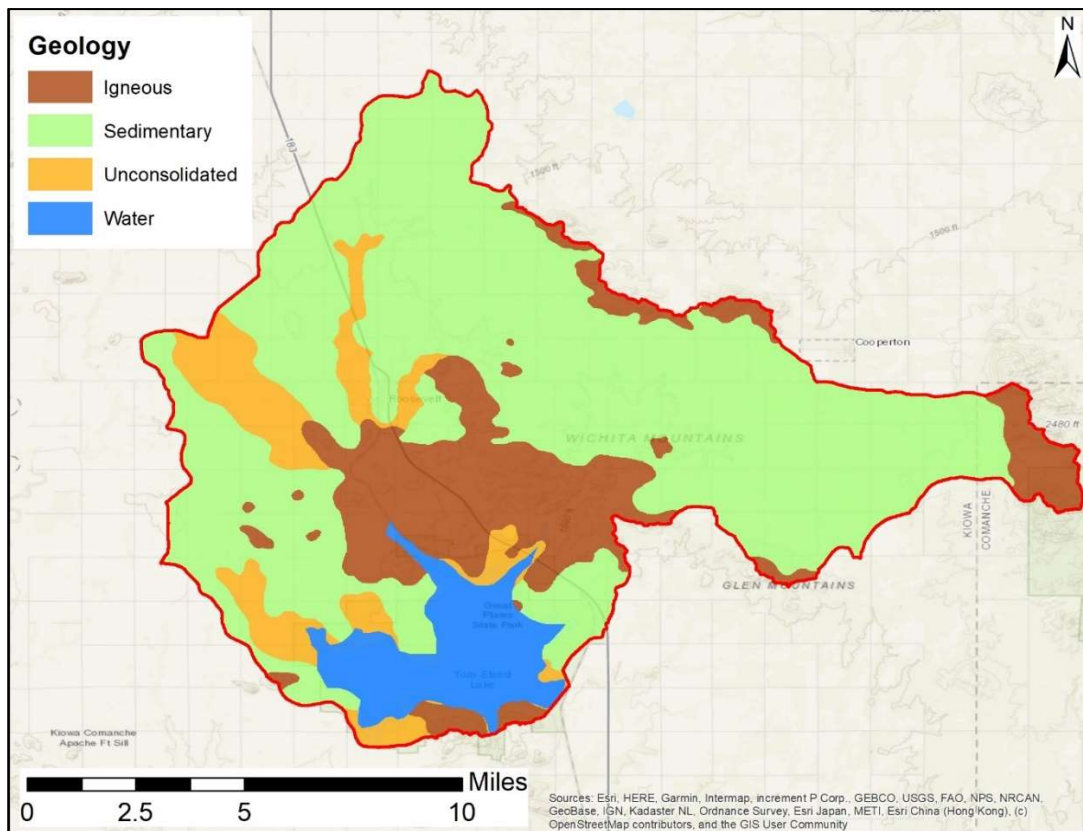 Geology
Igneous
Sedimentary
Unconsolidated
Water
N
183
1500 ft
1500 ft
Cooperton
Roosevelt
WICHITA MOUNTAINS
2480 ft
KIOWA
COMANCHE
GLEN MOUNTAINS
Great
Plains
State Park
Tom Steed
Lake
Kiowa Comanche
Apache Ft Sill
Miles
0 2.5 5 10
Sources: Esri, HERE, Garmin, Intermap, increment P Corp., GEBCO, USGS, FAO, NPS, NRCAN,
GeoBase, IGN, Kadaster NL, Ordnance Survey, Esri Japan, METI, Esri China (Hong Kong), (c)
OpenStreetMap contributors, and the GIS User Community